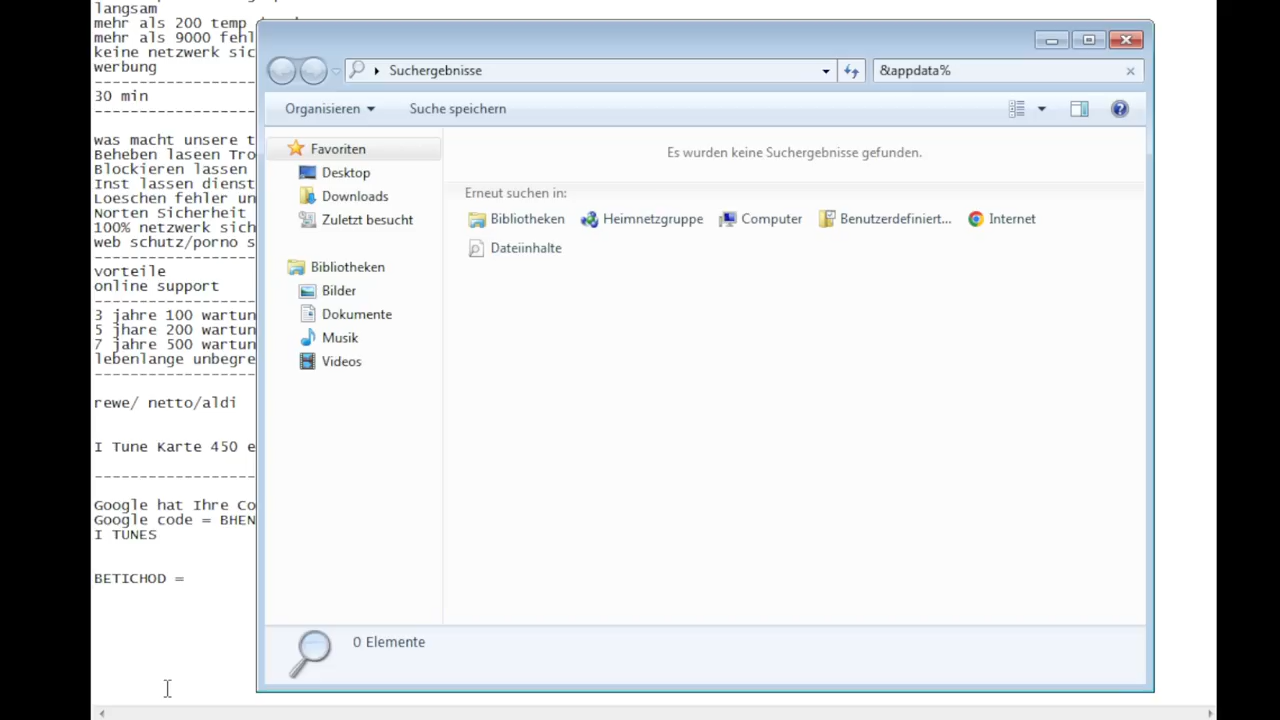 langsam
mehr als 200 temp
mehr als 9000 fehl
keine netzwerk sic
werbung
30 min
was macht unsere t
Beheben laseen Tro
Blockieren lassen
Inst lassen dienst
Loeschen fehler un
Norten Sicherheit
100% netzwerk sich
web schutz/porno s
vorteile
online support
3 jahre 100 wartun
5 jhare 200 wartun
7 jahre 500 wartun
lebenlange unbegre
rewe/ netto/aldi
I Tune Karte 450 e
Google hat Ihre Co
Google code = BHEN
I TUNES
BETICHOD =
Suchergebnisse
&appdata%
Organisieren
Suche speichern
Favoriten
Desktop
Downloads
Zuletzt besucht
Bibliotheken
Bilder
Dokumente
Musik
Videos
Es wurden keine Suchergebnisse gefunden.
Erneut suchen in:
Bibliotheken Heimnetzgruppe Computer Benutzerdefiniert... Internet
Dateiinhalte
0 Elemente